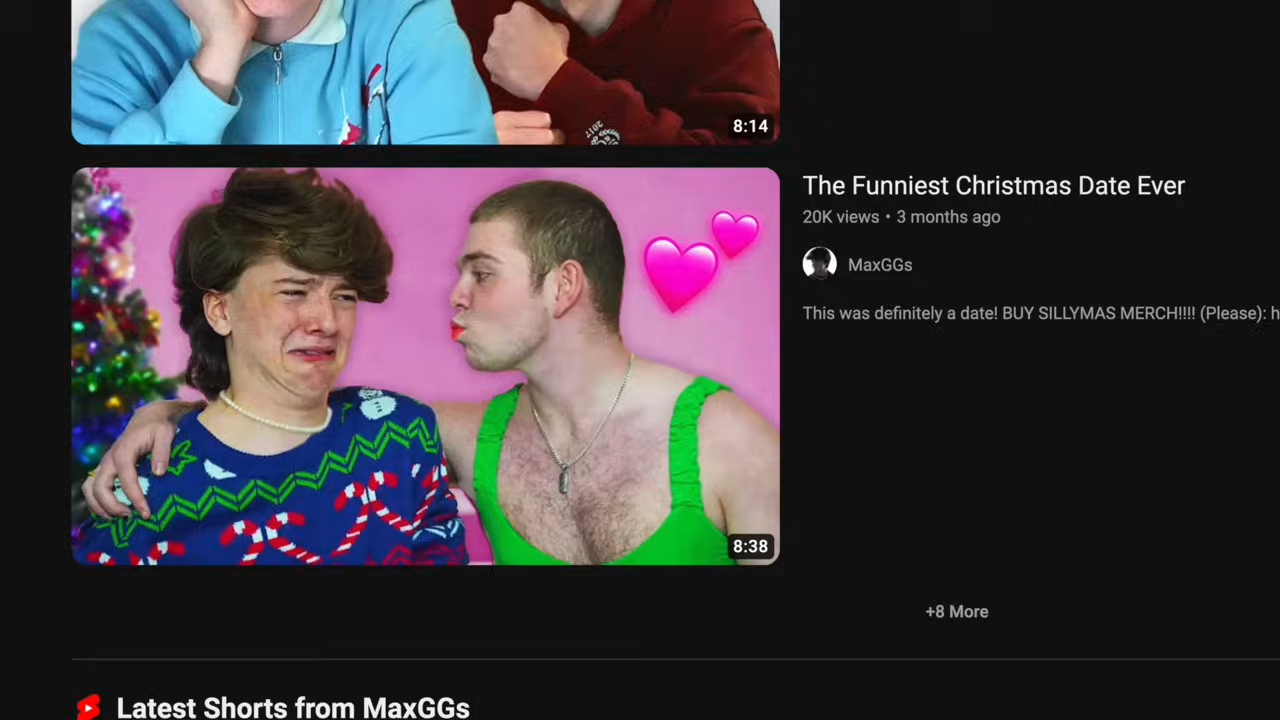 2017
8:14
The Funniest Christmas Date Ever
20K views • 3 months ago
MaxGGs
This was definitely a date! BUY SILLYMAS MERCH!!!! (Please): h
8:38
+8 More
Latest Shorts from MaxGGs